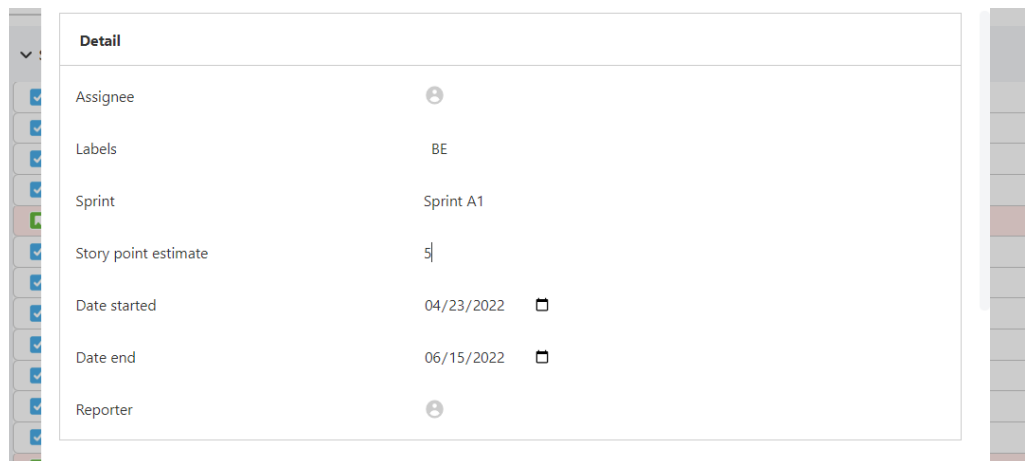 Detail
Assignee
Labels BE
Sprint Sprint A1
Story point estimate 5
Date started 04/23/2022
Date end 06/15/2022
Reporter